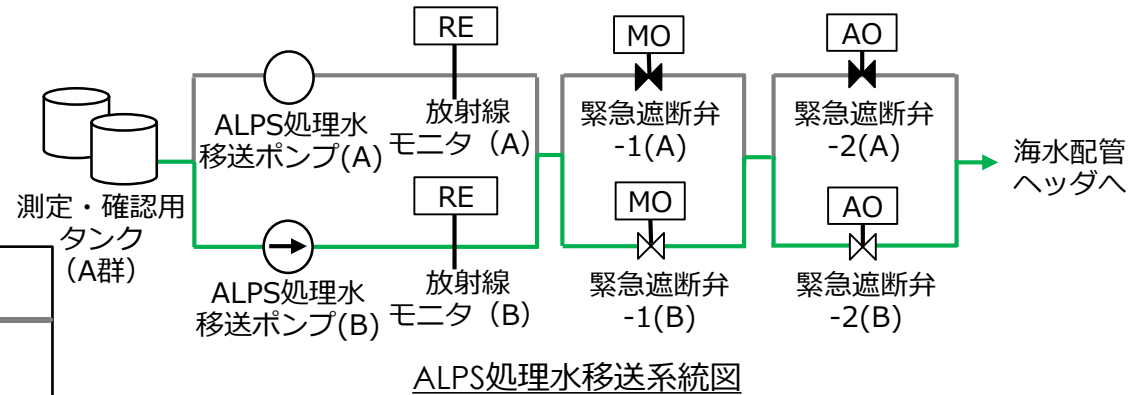 RE
MO
AO
ALPS処理水
移送ポンプ(A)
放射線
モニタ（A）
緊急遮断弁
-1(A)
緊急遮断弁
-2(A)
海水配管
ヘッダへ
測定・確認用
タンク
（A群）
RE
MO
AO
ALPS処理水
移送ポンプ(B)
放射線
モニタ（B）
緊急遮断弁
-1(B)
緊急遮断弁
-2(B)
ALPS処理水移送系統図